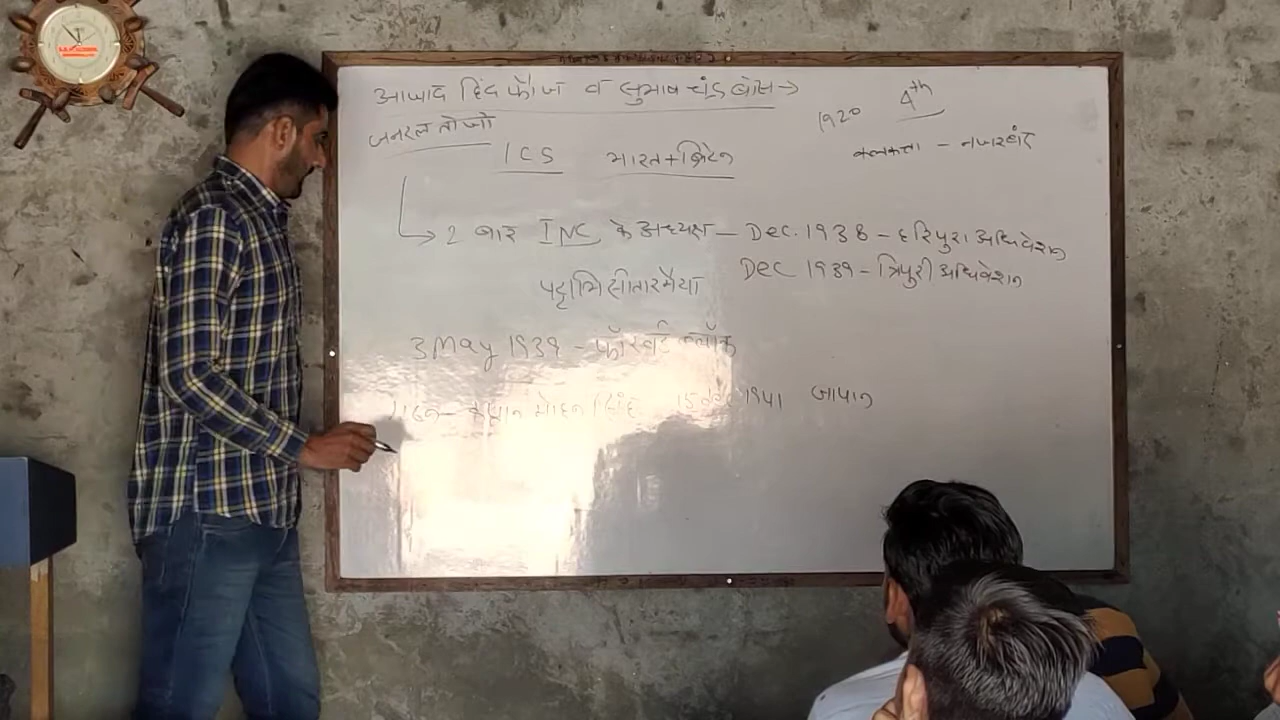 आजाद हिंद फौज व सुभाष चंद्र बोस →
1920 4th
जनरल तोजो
ICS भारत + ब्रिटेन
कलकत्ता - नजरबंद
→ 2 बार INC के अध्यक्ष - Dec. 1938 - हरिपुरा अधिवेशन
Dec 1939 - त्रिपुरी अधिवेशन
पट्टाभि सीतारमैया
3 May 1939 - फॉरवर्ड ब्लॉक
मोहन सिंह 1941 जापान